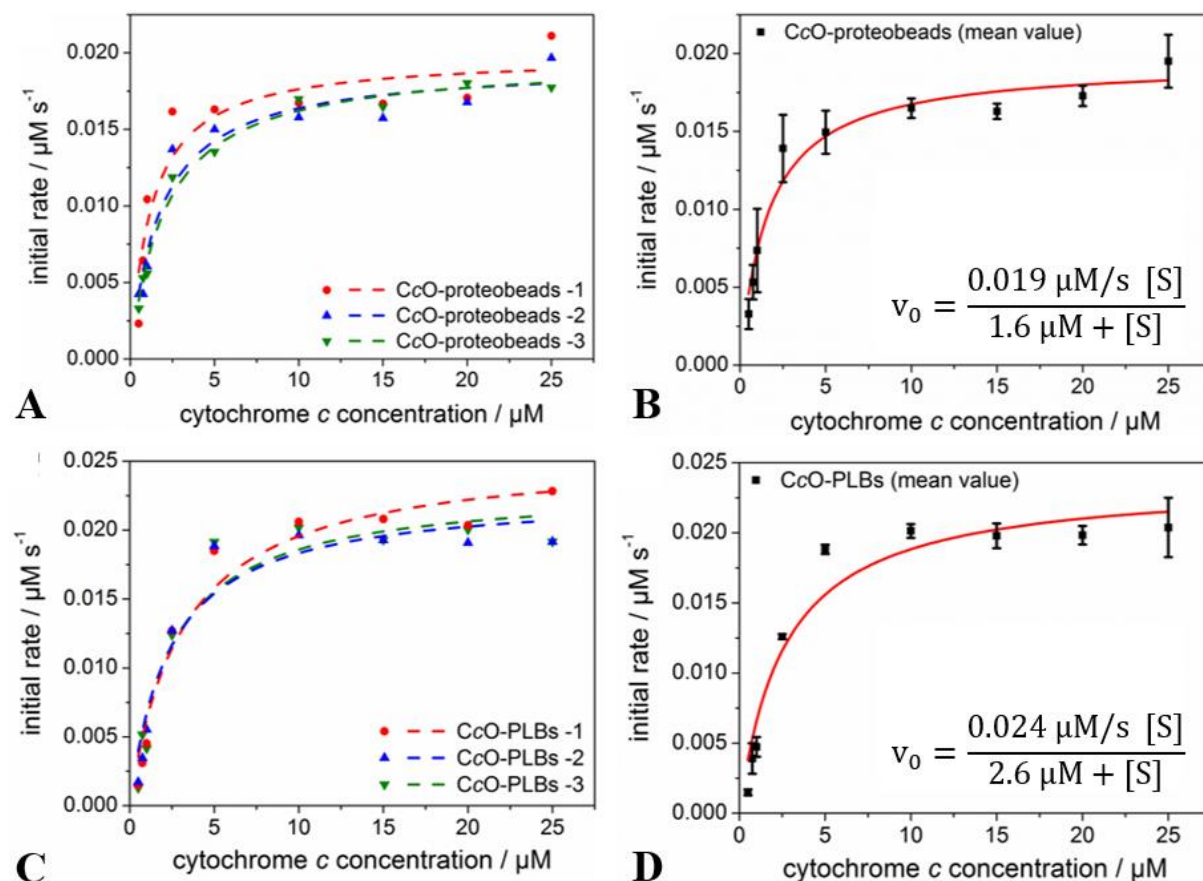 0.020
0.015
0.010
0.005
0.000
initial rate / µM s⁻¹
CcO-proteobeads -1
CcO-proteobeads -2
CcO-proteobeads -3
0 5 10 15 20 25
cytochrome c concentration / µM
A
CcO-proteobeads (mean value)
0.020
0.015
0.010
0.005
0.000
initial rate / µM s⁻¹
v₀ = 0.019 µM/s [S]
1.6 µM + [S]
0 5 10 15 20 25
cytochrome c concentration / µM
B
0.025
0.020
0.015
0.010
0.005
0.000
initial rate / µM s⁻¹
CcO-PLBs -1
CcO-PLBs -2
CcO-PLBs -3
0 5 10 15 20 25
cytochrome c concentration / µM
C
0.025
CcO-PLBs (mean value)
0.020
0.015
0.010
0.005
0.000
initial rate / µM s⁻¹
v₀ = 0.024 µM/s [S]
2.6 µM + [S]
0 5 10 15 20 25
cytochrome c concentration / µM
D